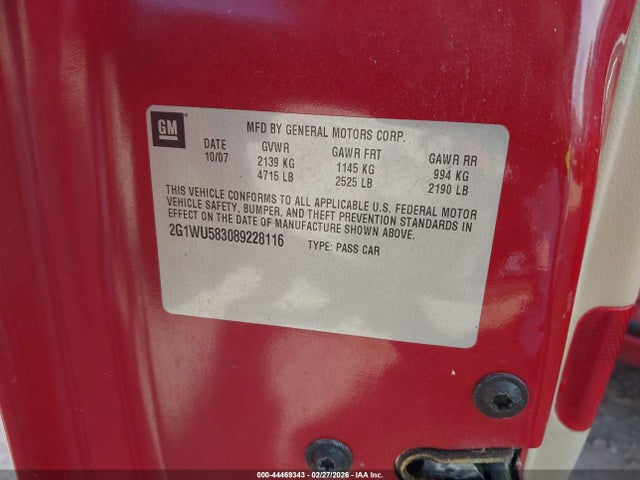 GM
MFD BY GENERAL MOTORS CORP.
DATE GVWR GAWR FRT GAWR RR
10/07 2139 KG 1145 KG 994 KG
4715 LB 2525 LB 2190 LB
THIS VEHICLE CONFORMS TO ALL APPLICABLE U.S. FEDERAL MOTOR
VEHICLE SAFETY, BUMPER, AND THEFT PREVENTION STANDARDS IN
EFFECT ON THE DATE OF MANUFACTURE SHOWN ABOVE.
2G1WU583089228116 TYPE: PASS CAR
000-44469343 - 02/27/2026 - IAA Inc.